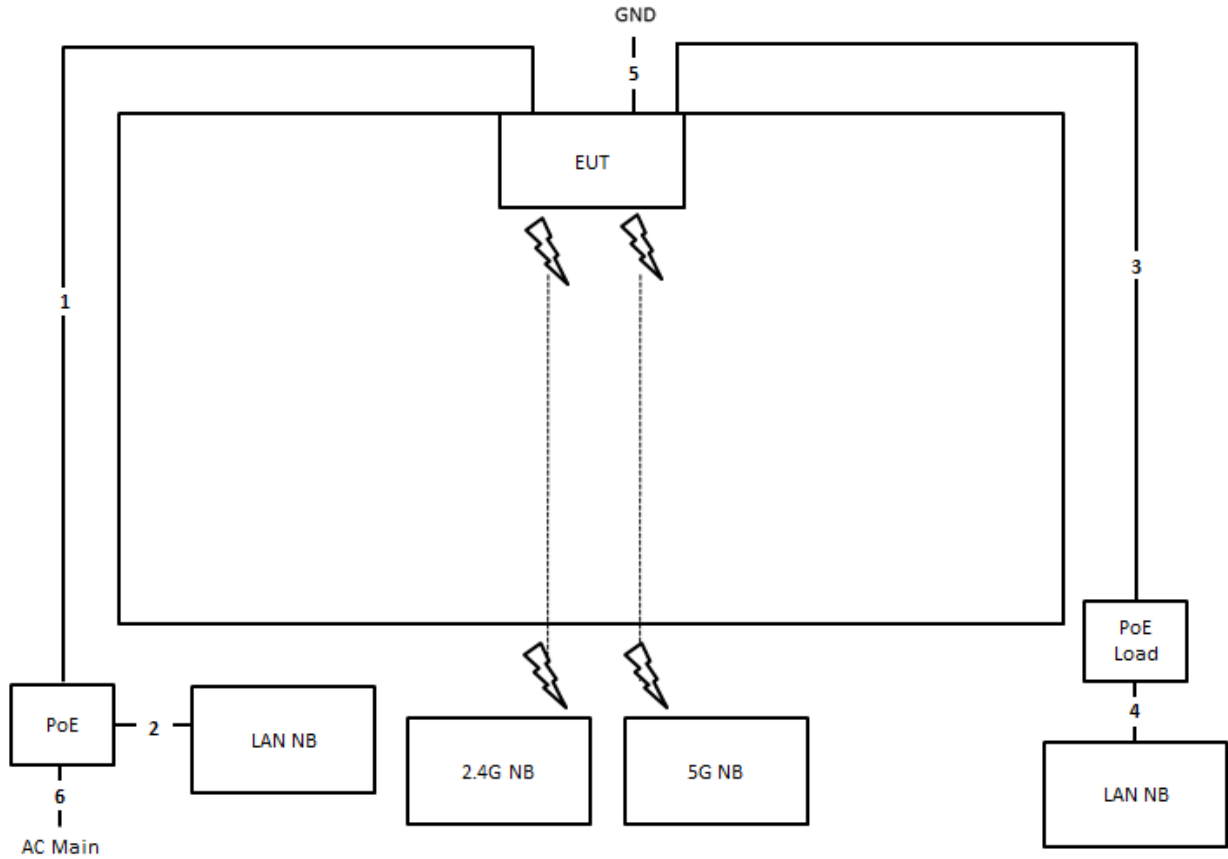 GND
5
EUT
1
3
PoE
Load
PoE
2
LAN NB
2.4G NB
5G NB
4
LAN NB
6
AC Main